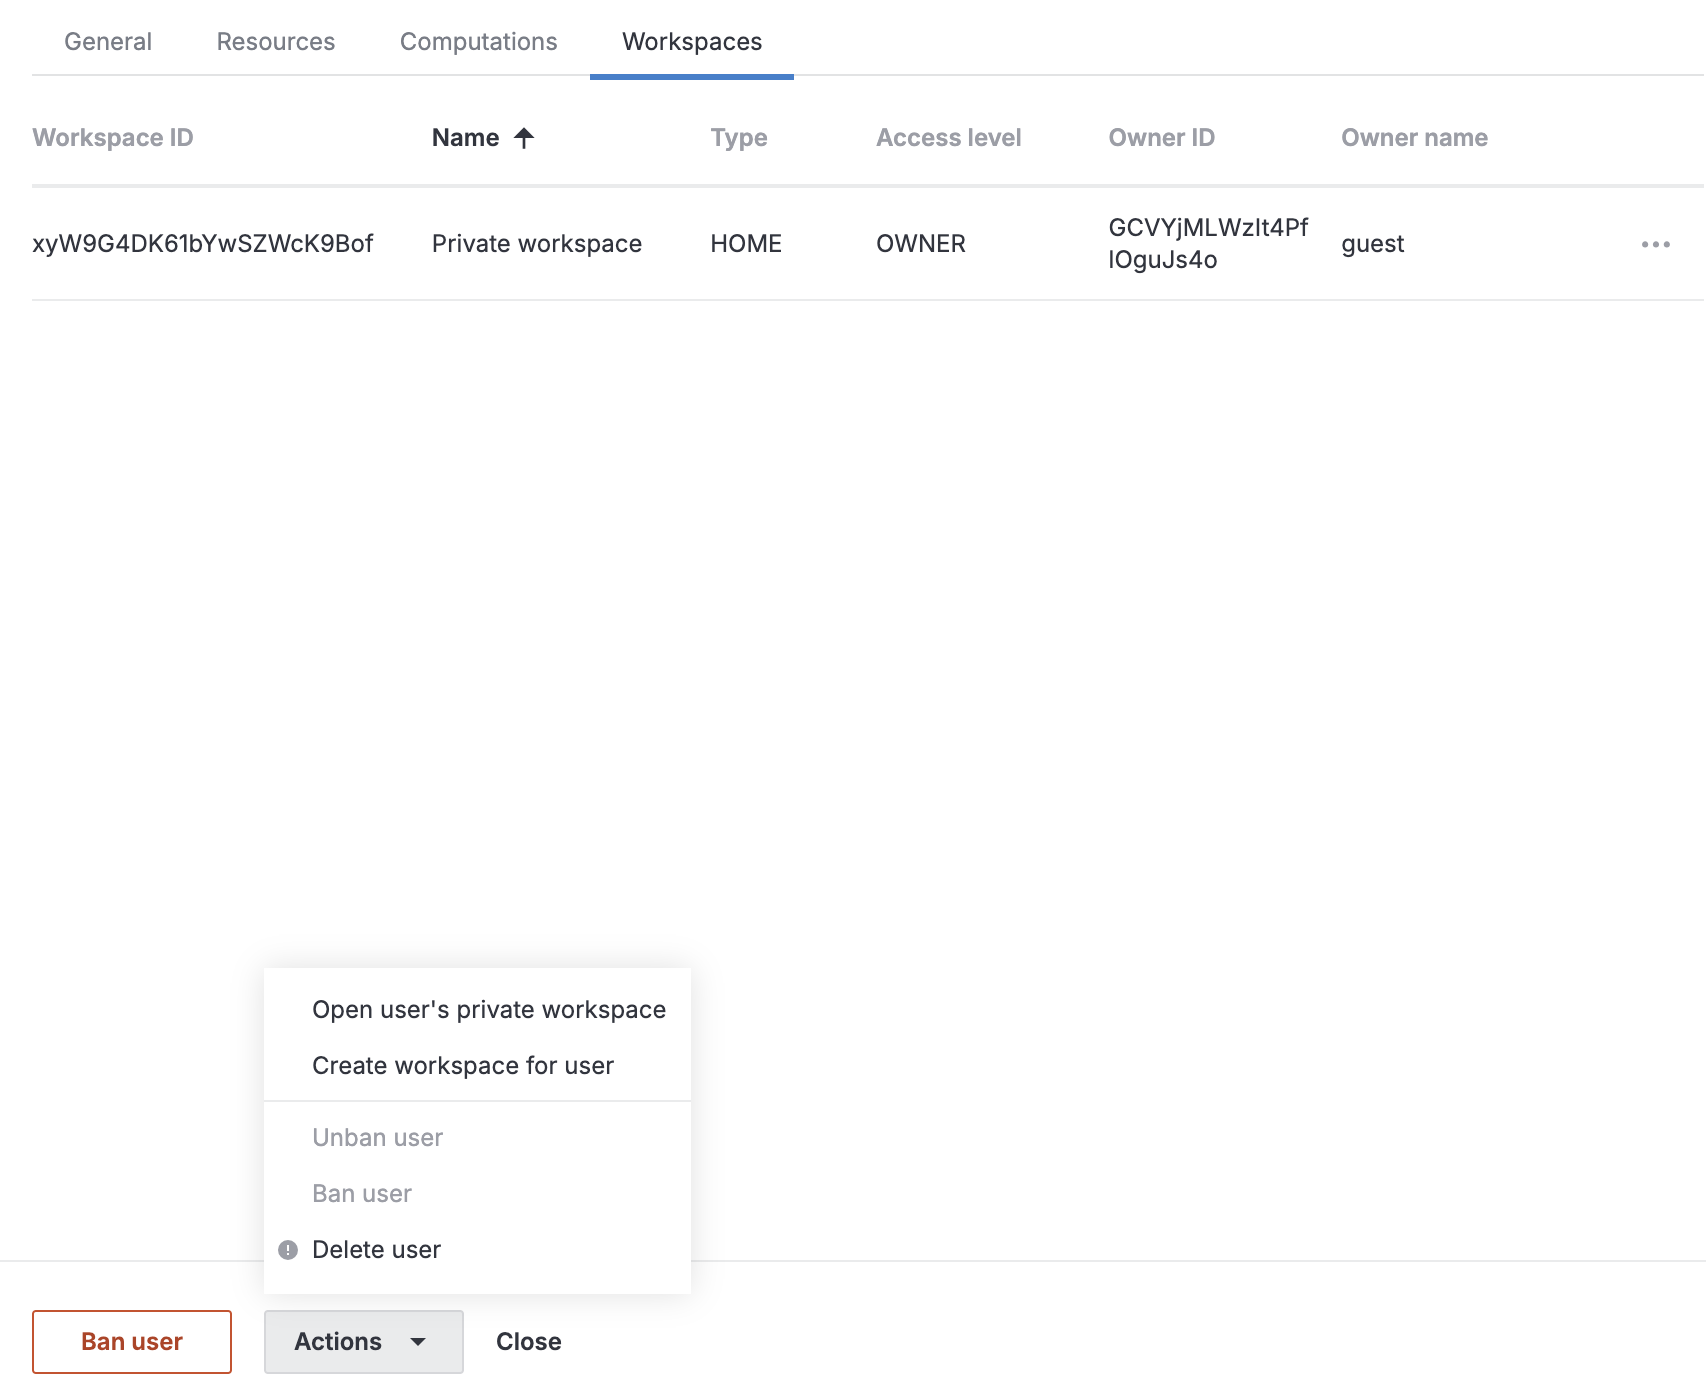 General Resources Computations Workspaces
Workspace ID Name Type Access level Owner ID Owner name
xyW9G4DK61bYwSZWcK9Bof Private workspace HOME OWNER GCVYjMLWzIt4Pf
lOguJs4o guest
Open user's private workspace
Create workspace for user
Unban user
Ban user
Delete user
Ban user Actions Close